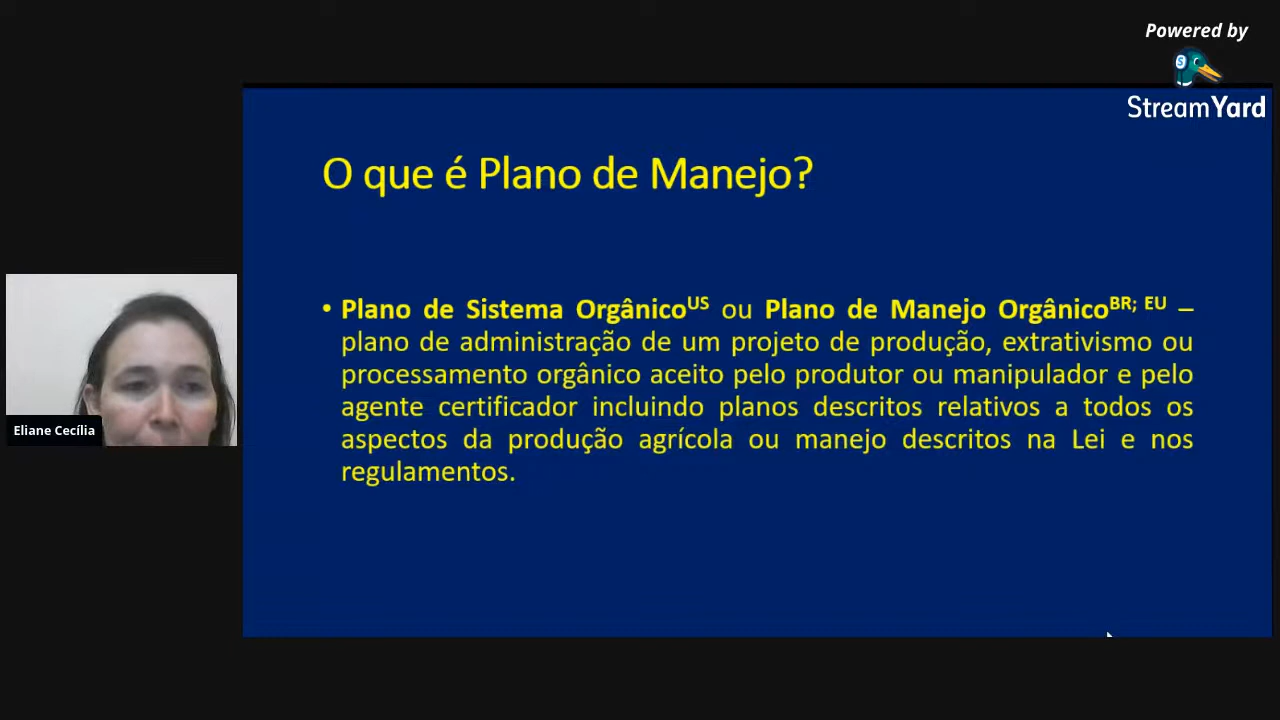 Powered by
StreamYard
O que é Plano de Manejo?
• Plano de Sistema Orgânico^US ou Plano de Manejo Orgânico^BR; EU –
plano de administração de um projeto de produção, extrativismo ou
processamento orgânico aceito pelo produtor ou manipulador e pelo
agente certificador incluindo planos descritos relativos a todos os
aspectos da produção agrícola ou manejo descritos na Lei e nos
regulamentos.
Eliane Cecília